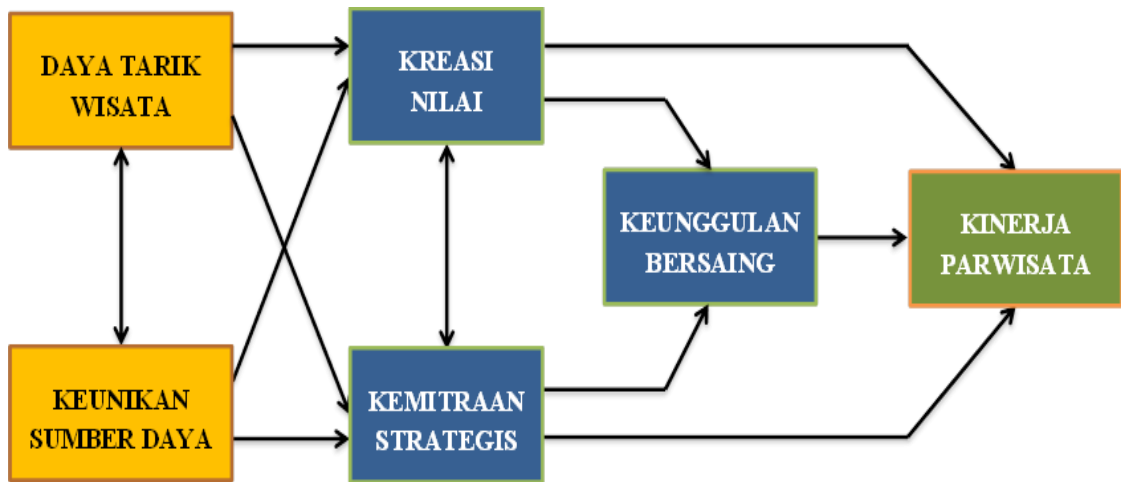 DAYA TARIK
WISATA
KREASI
NILAI
KEUNGGULAN
BERSAING
KINERJA
PARWISATA
KEUNIKAN
SUMBER DAYA
KEMITRAAN
STRATEGIS